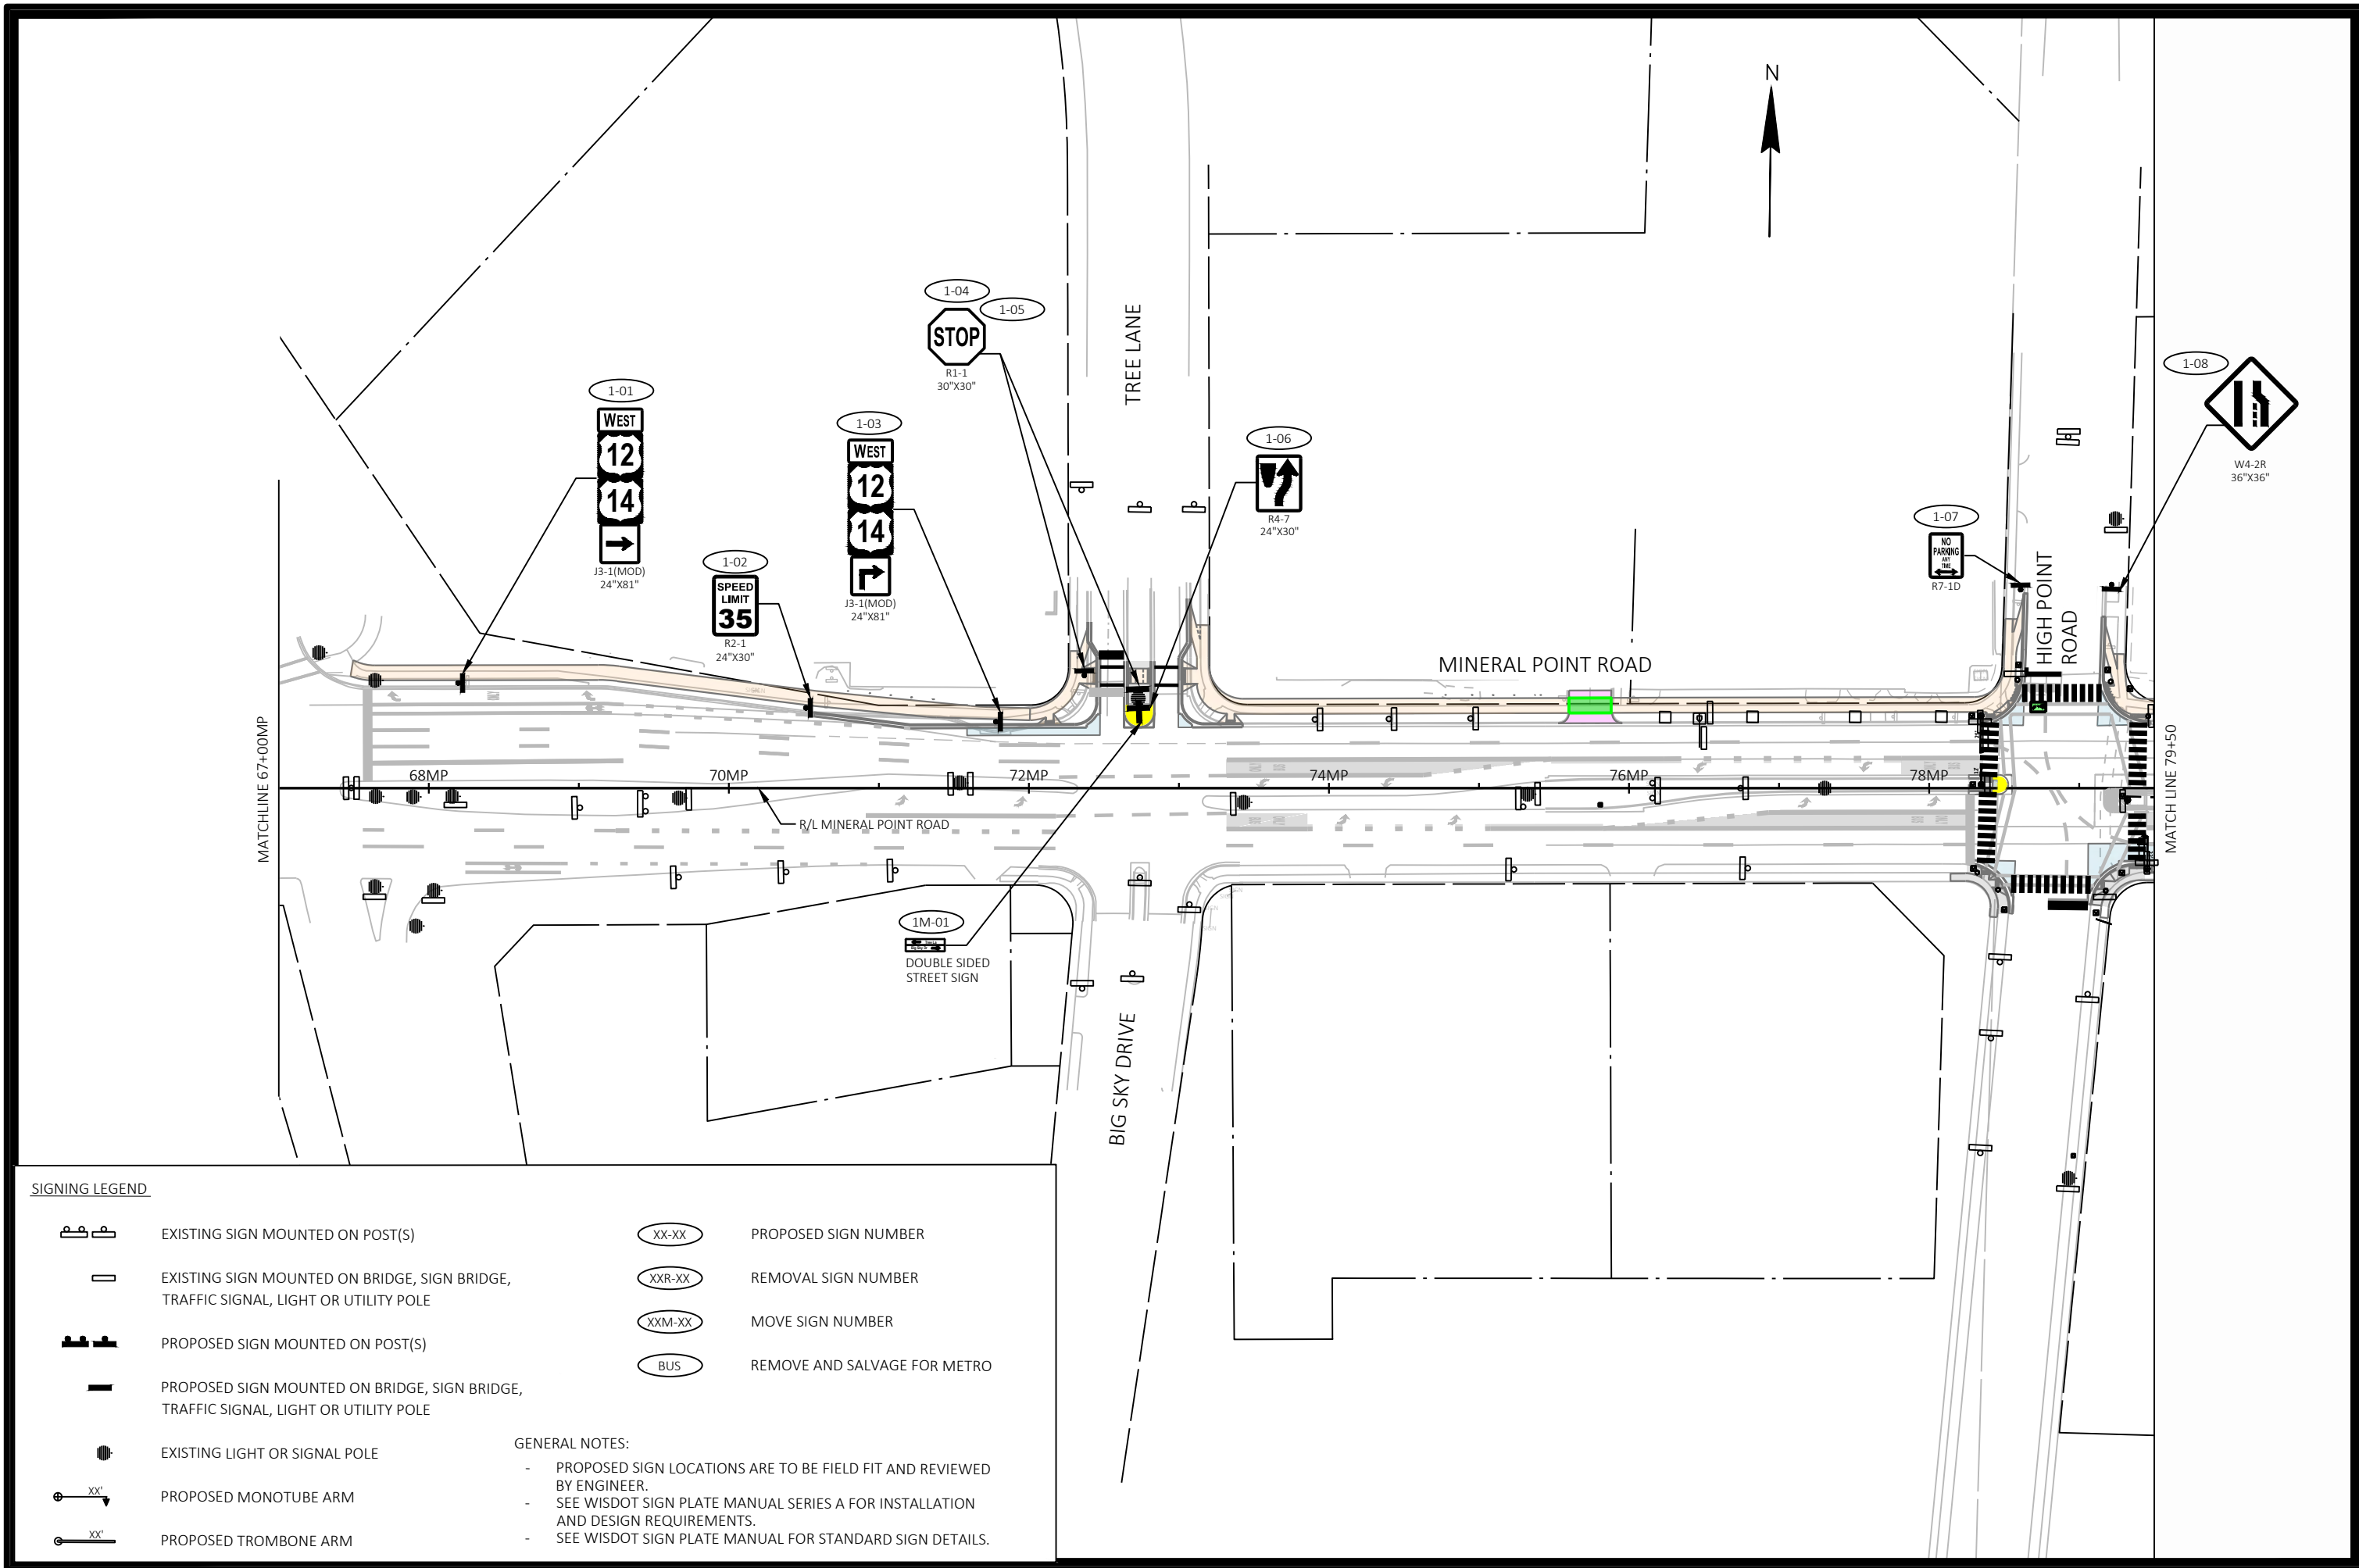 N
1-04
1-05
STOP
R1-1
30"X30"
TREE LANE
1-01
WEST
12
14
J3-1(MOD)
24"X81"
1-02
SPEED
LIMIT
35
R2-1
24"X30"
1-03
WEST
12
14
J3-1(MOD)
24"X81"
1-06
R4-7
24"X30"
1-07
NO
PARKING
ANY
TIME
R7-1D
1-08
W4-2R
36"X36"
HIGH POINT
ROAD
MINERAL POINT ROAD
MATCHLINE 67+00MP
68MP
70MP
72MP
74MP
76MP
78MP
MATCH LINE 79+50
R/L MINERAL POINT ROAD
1M-01
DOUBLE SIDED
STREET SIGN
BIG SKY DRIVE
SIGNING LEGEND
EXISTING SIGN MOUNTED ON POST(S)
EXISTING SIGN MOUNTED ON BRIDGE, SIGN BRIDGE,
TRAFFIC SIGNAL, LIGHT OR UTILITY POLE
PROPOSED SIGN MOUNTED ON POST(S)
PROPOSED SIGN MOUNTED ON BRIDGE, SIGN BRIDGE,
TRAFFIC SIGNAL, LIGHT OR UTILITY POLE
EXISTING LIGHT OR SIGNAL POLE
XX' PROPOSED MONOTUBE ARM
XX' PROPOSED TROMBONE ARM
XX-XX PROPOSED SIGN NUMBER
XXR-XX REMOVAL SIGN NUMBER
XXM-XX MOVE SIGN NUMBER
BUS REMOVE AND SALVAGE FOR METRO
GENERAL NOTES:
- PROPOSED SIGN LOCATIONS ARE TO BE FIELD FIT AND REVIEWED
BY ENGINEER.
- SEE WISDOT SIGN PLATE MANUAL SERIES A FOR INSTALLATION
AND DESIGN REQUIREMENTS.
- SEE WISDOT SIGN PLATE MANUAL FOR STANDARD SIGN DETAILS.